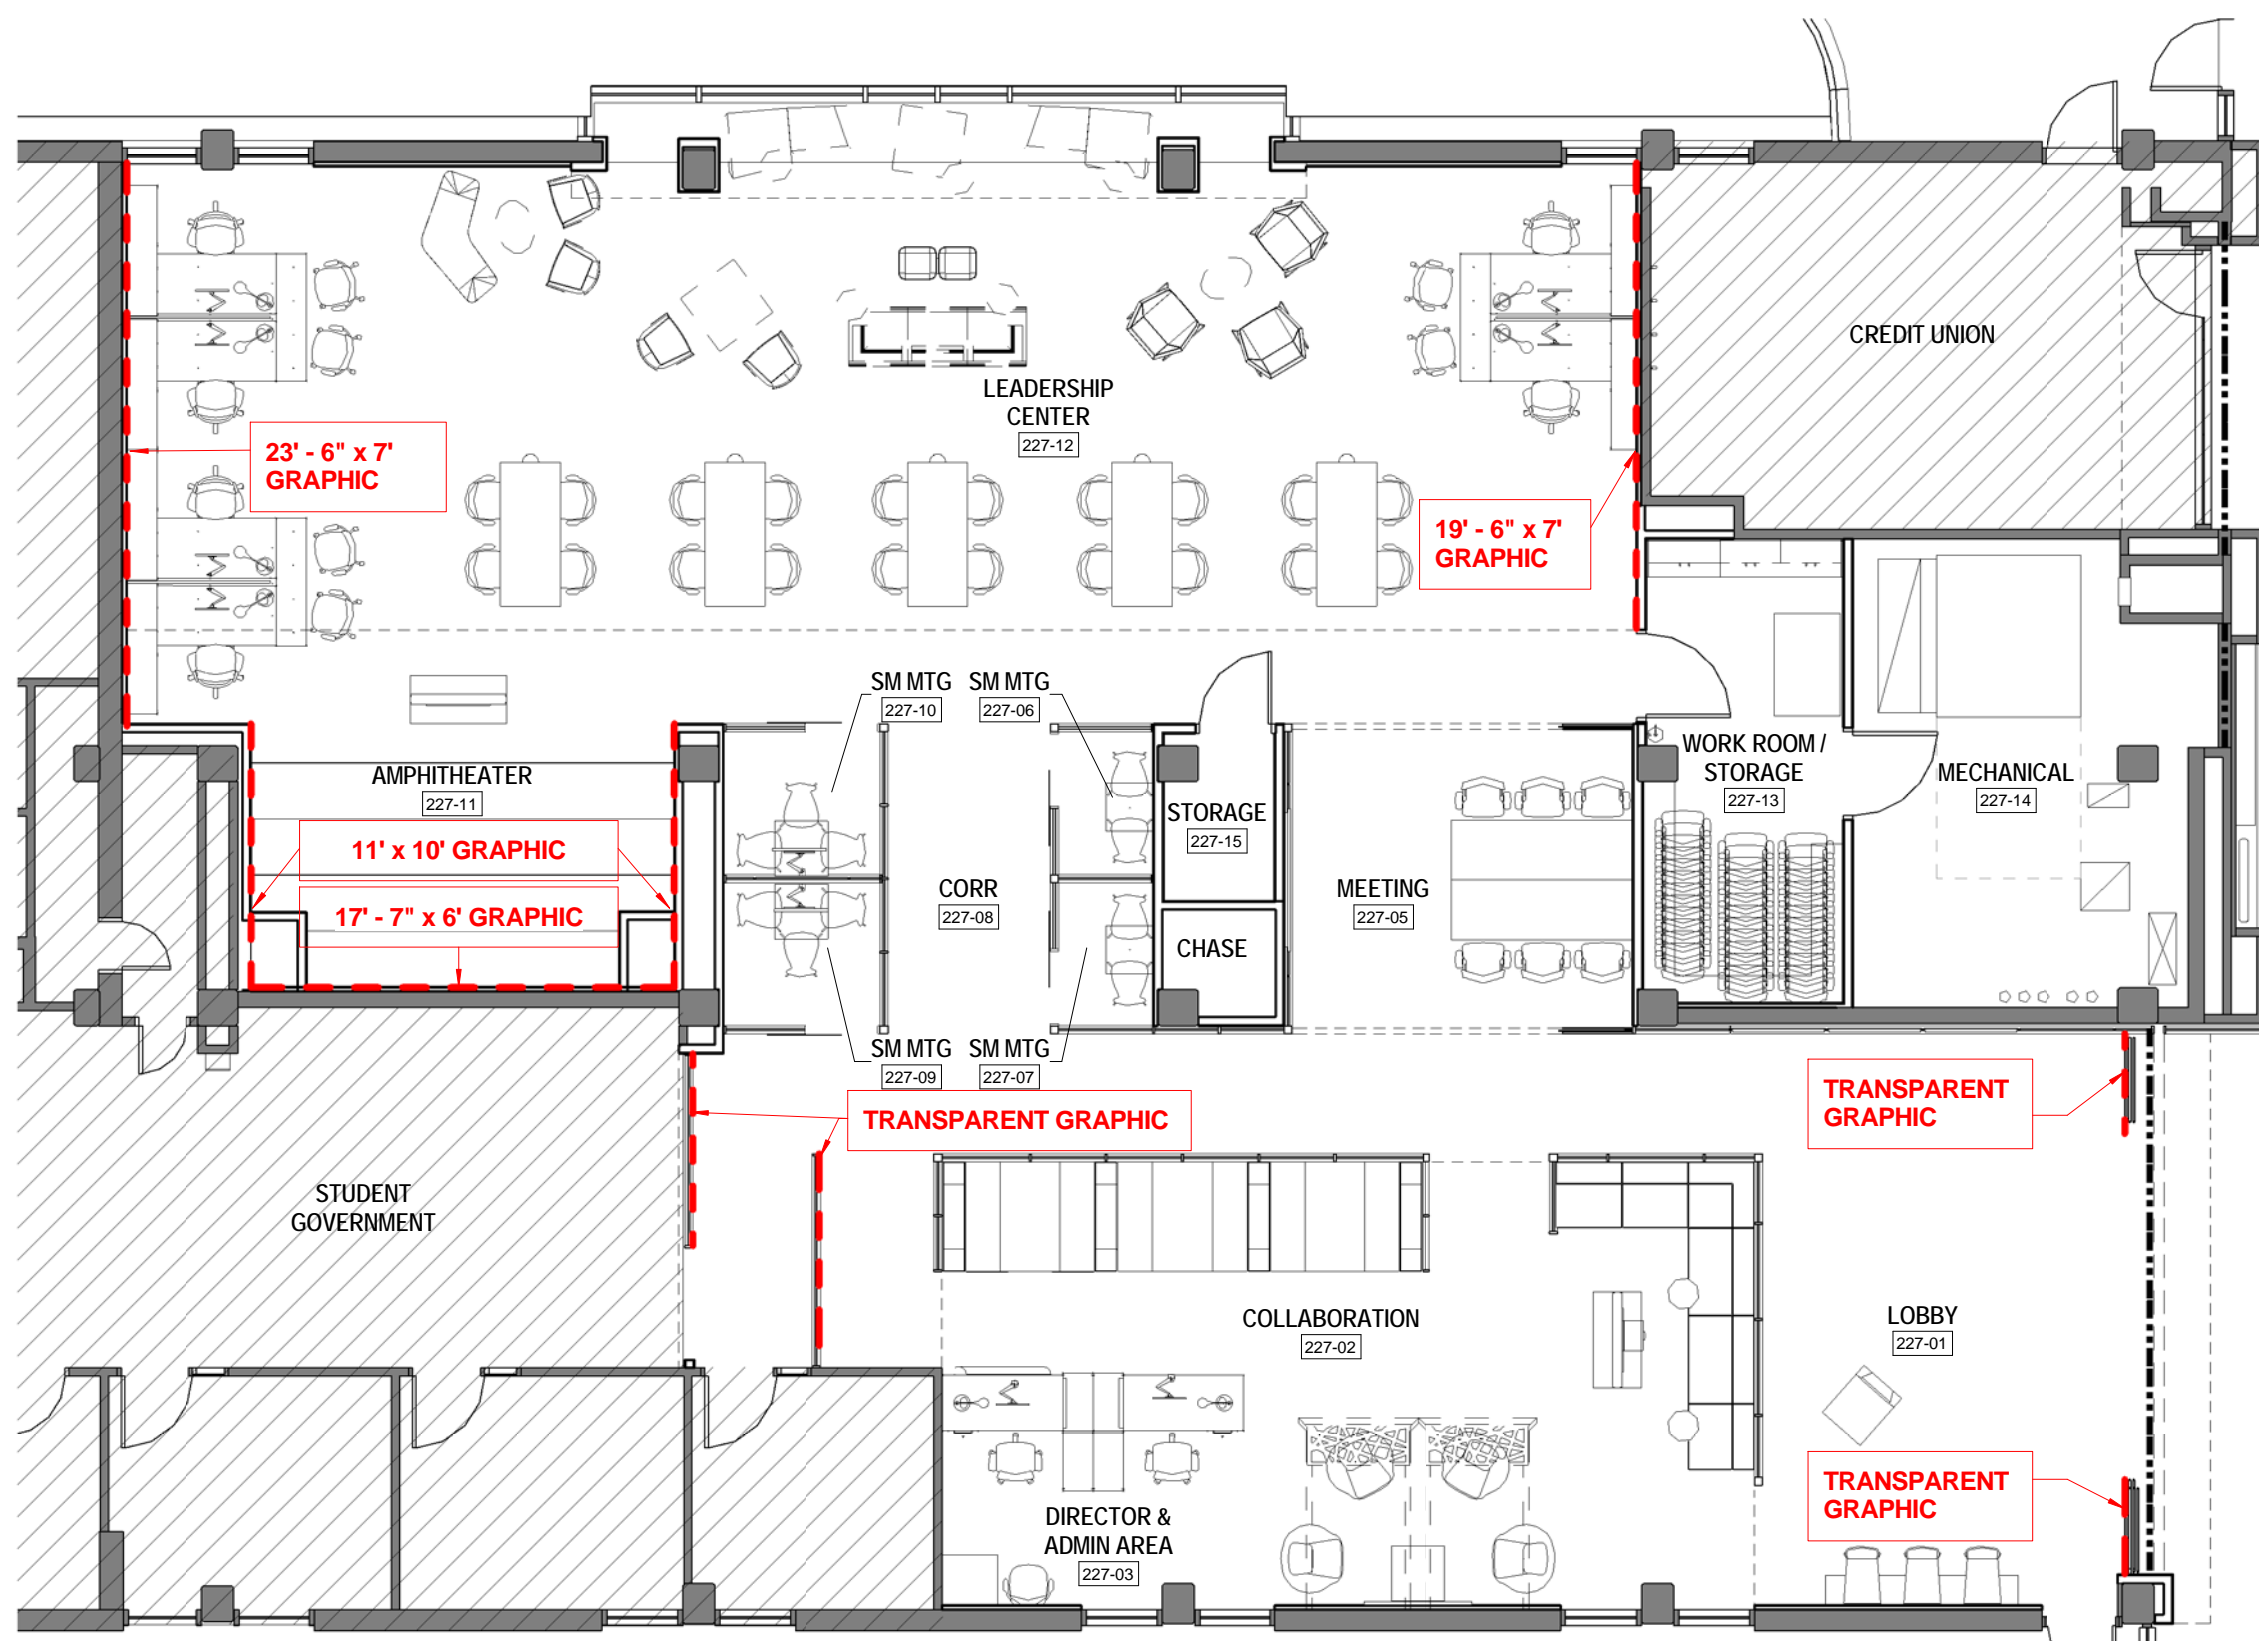 CREDIT UNION
LEADERSHIP
CENTER
227-12
23' - 6" x 7'
GRAPHIC
19' - 6" x 7'
GRAPHIC
SM MTG
227-10
SM MTG
227-06
AMPHITHEATER
227-11
WORK ROOM /
STORAGE
227-13
MECHANICAL
227-14
STORAGE
227-15
11' x 10' GRAPHIC
17' - 7" x 6' GRAPHIC
CORR
227-08
MEETING
227-05
CHASE
SM MTG
227-09
SM MTG
227-07
TRANSPARENT GRAPHIC
TRANSPARENT
GRAPHIC
STUDENT
GOVERNMENT
COLLABORATION
227-02
LOBBY
227-01
TRANSPARENT
GRAPHIC
DIRECTOR &
ADMIN AREA
227-03